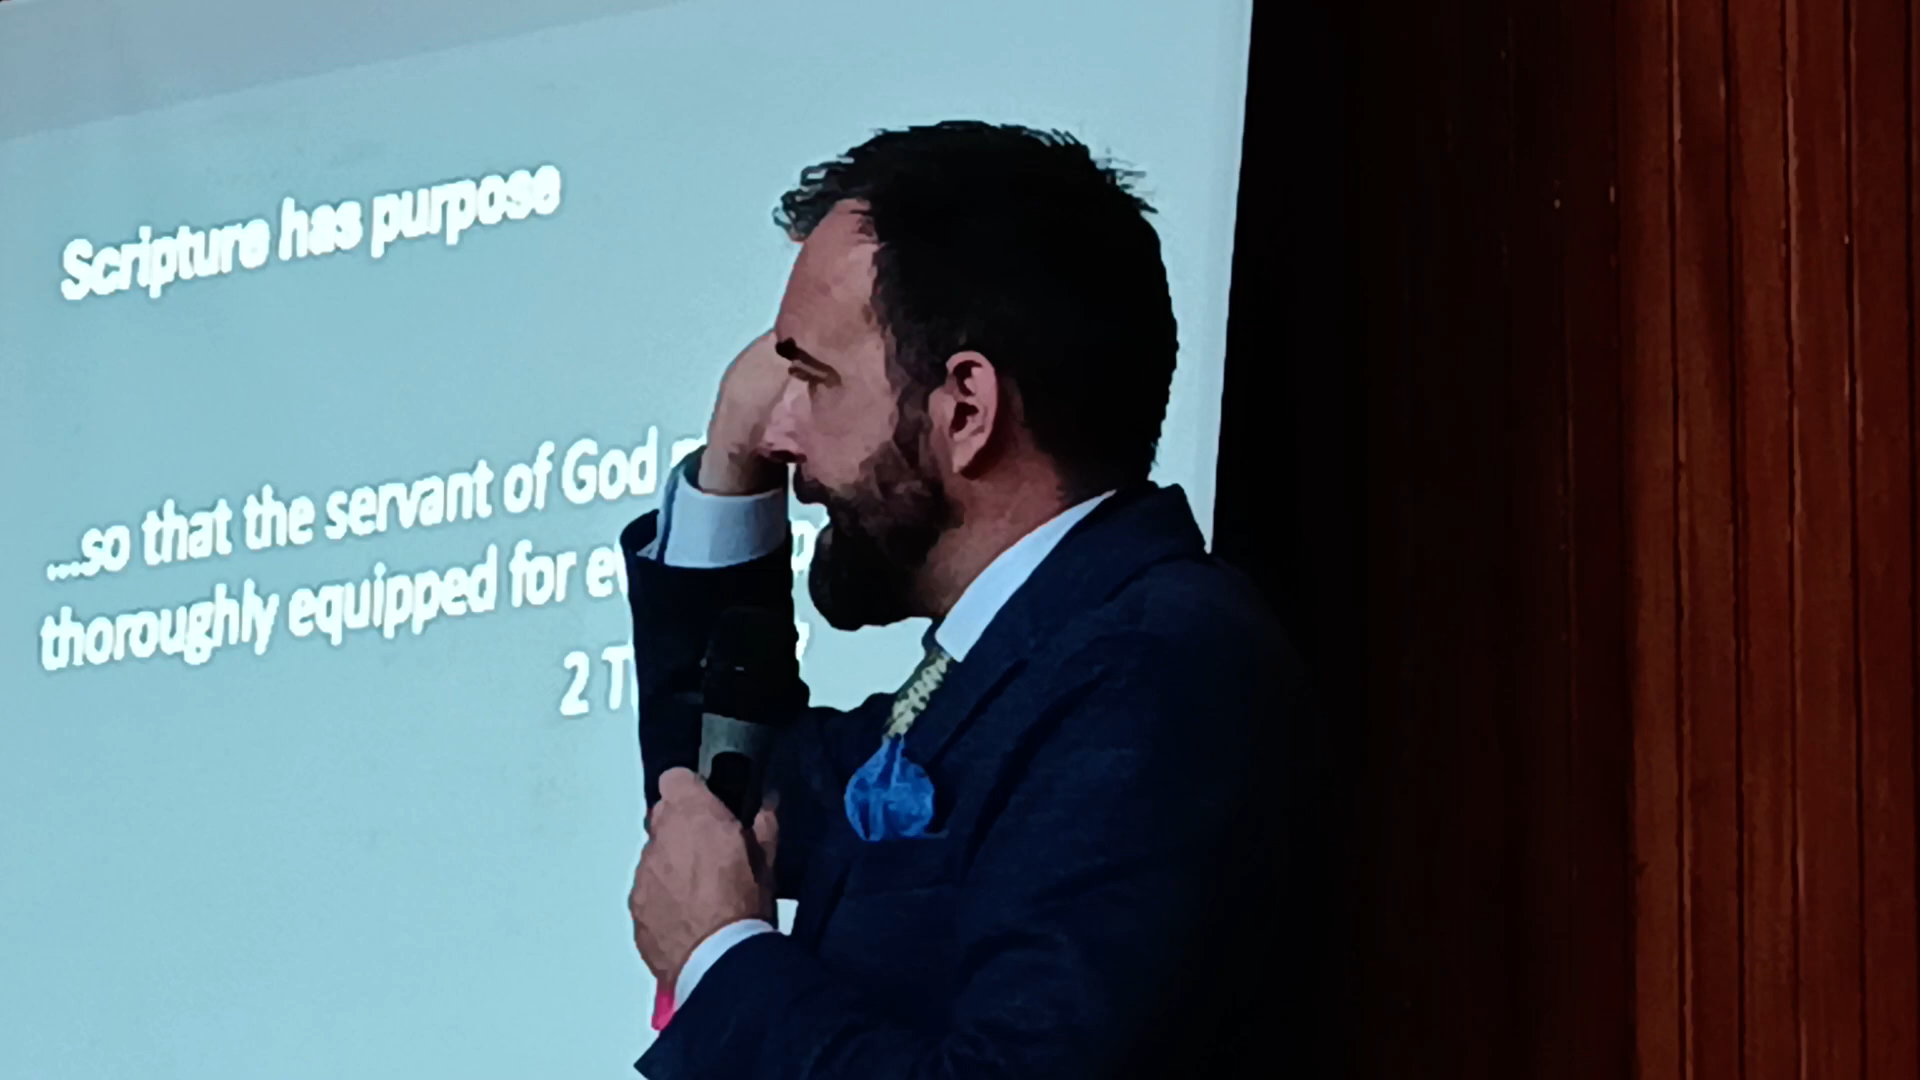 Scripture has purpose
...so that the servant of God
thoroughly equipped for
2